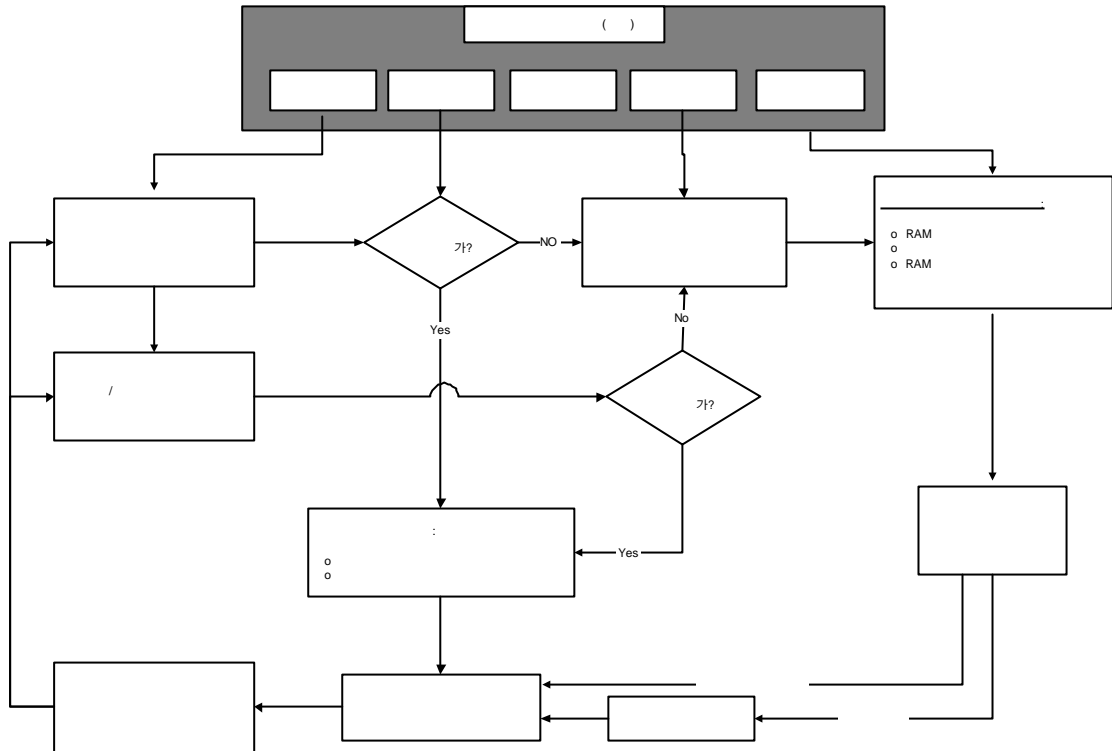 ( )
가?
NO
:
o RAM
o
o RAM
Yes
No
/
가?
:
o
o
Yes